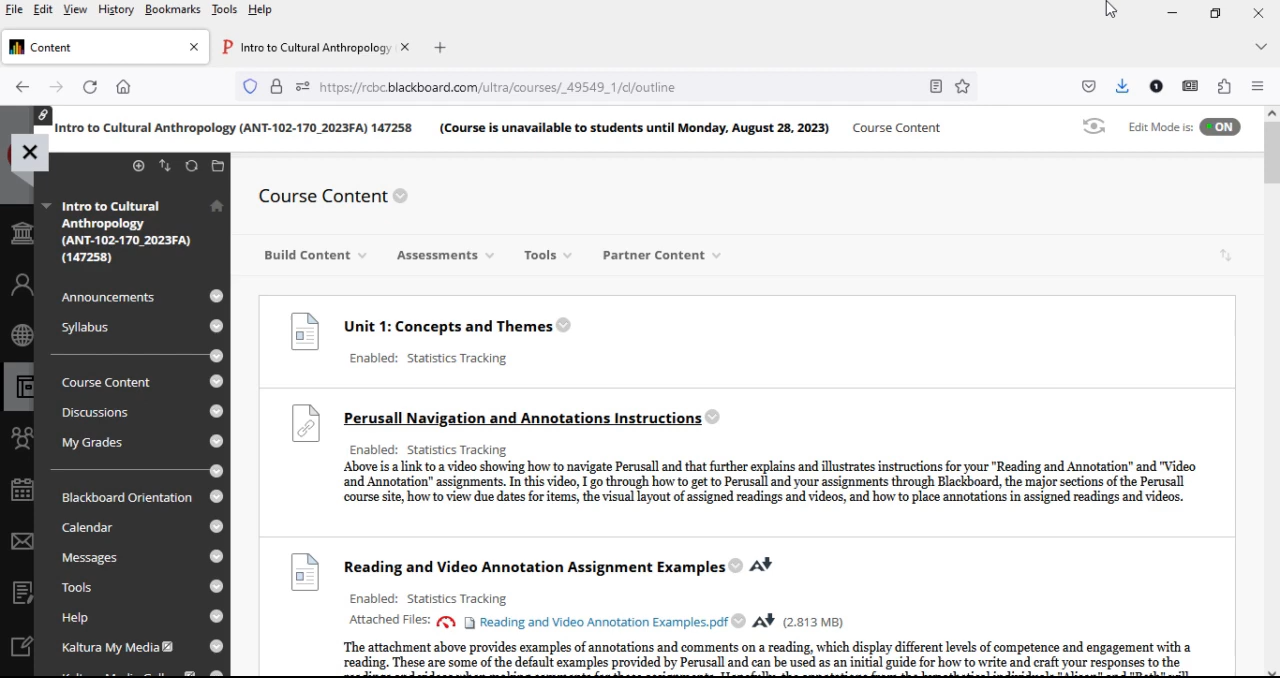 File Edit View History Bookmarks Tools Help
Content
Intro to Cultural Anthropology
https://rcbc.blackboard.com/ultra/courses/_49549_1/cl/outline
Intro to Cultural Anthropology (ANT-102-170_2023FA) 147258 (Course is unavailable to students until Monday, August 28, 2023) Course Content Edit Mode is: ON
Intro to Cultural
Anthropology
(ANT-102-170_2023FA)
(147258)
Announcements
Syllabus
Course Content
Discussions
My Grades
Blackboard Orientation
Calendar
Messages
Tools
Help
Kaltura My Media
Course Content
Build Content Assessments Tools Partner Content
Unit 1: Concepts and Themes
Enabled: Statistics Tracking
Perusall Navigation and Annotations Instructions
Enabled: Statistics Tracking
Above is a link to a video showing how to navigate Perusall and that further explains and illustrates instructions for your "Reading and Annotation" and "Video
and Annotation" assignments. In this video, I go through how to get to Perusall and your assignments through Blackboard, the major sections of the Perusall
course site, how to view due dates for items, the visual layout of assigned readings and videos, and how to place annotations in assigned readings and videos.
Reading and Video Annotation Assignment Examples
Enabled: Statistics Tracking
Attached Files: Reading and Video Annotation Examples.pdf (2.813 MB)
The attachment above provides examples of annotations and comments on a reading, which display different levels of competence and engagement with a
reading. These are some of the default examples provided by Perusall and can be used as an initial guide for how to write and craft your responses to the